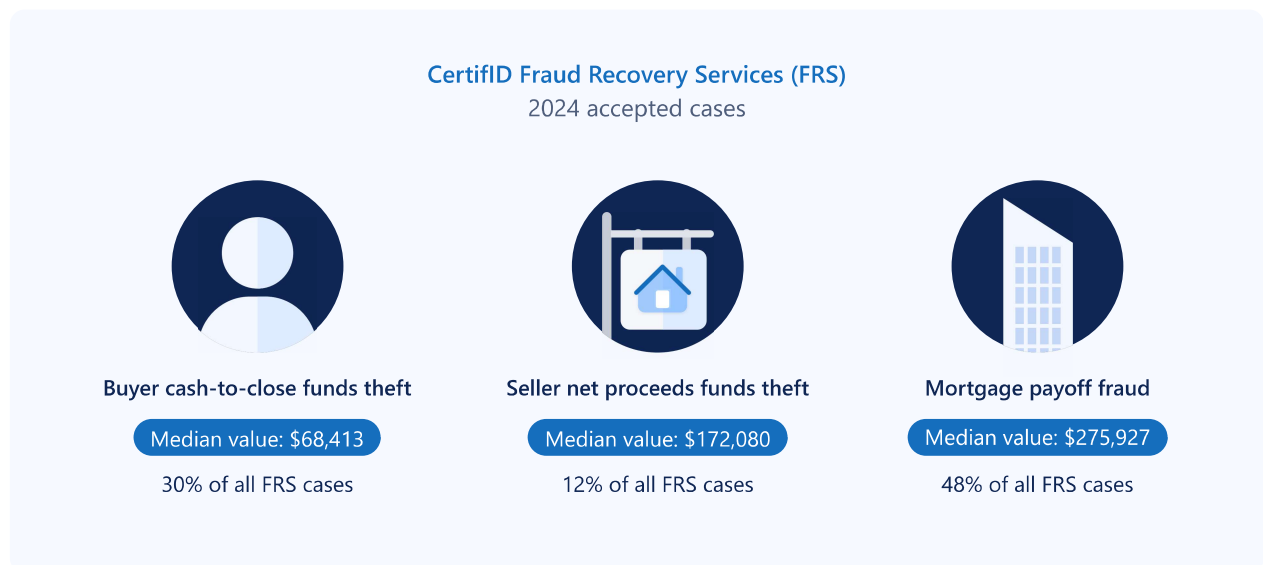 CertifID Fraud Recovery Services (FRS)
2024 accepted cases
Buyer cash-to-close funds theft
Median value: $68,413
30% of all FRS cases
Seller net proceeds funds theft
Median value: $172,080
12% of all FRS cases
Mortgage payoff fraud
Median value: $275,927
48% of all FRS cases